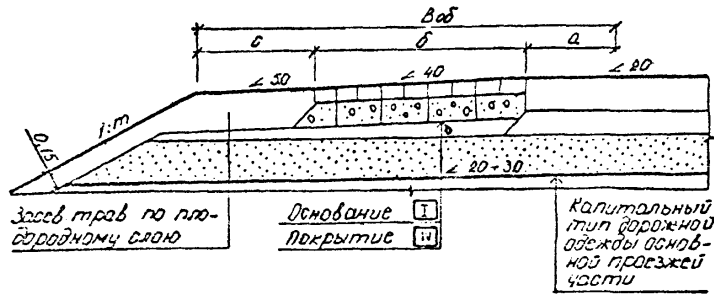 Воб
с
б
а
∠ 50
∠ 40
∠ 20
1:m
0,15
∠ 20÷30
Засев трав по пло-
дородному слою
Основание I
Покрытие IV
Капитальный
тип дорожной
одежды основ-
ной проезжей
части